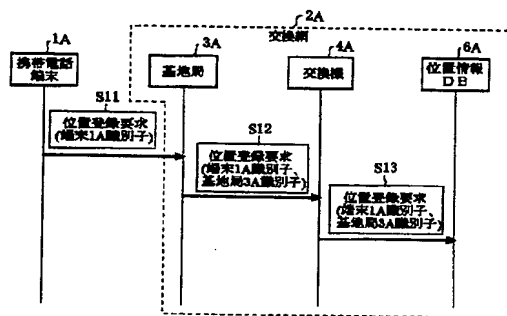 2A
交換網
1A
3A
4A
6A
携帯電話
端末
基地局
交換機
位置情報
DB
S11
位置登録要求
(端末1A識別子)
S12
位置登録要求
(端末1A識別子、
基地局3A識別子)
S13
位置登録要求
(端末1A識別子、
基地局3A識別子)